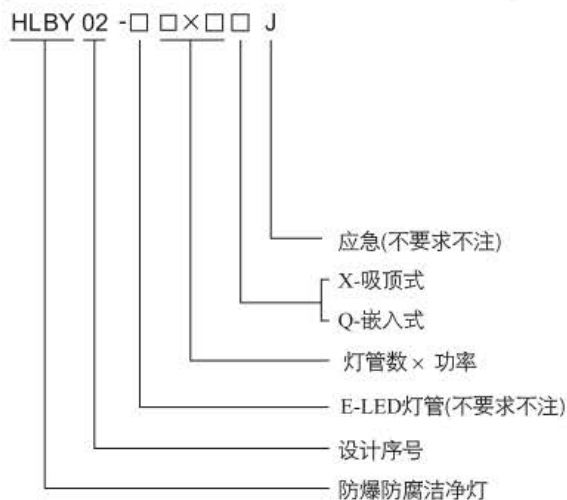 HLBY 02 -□ □×□ □ J
应急(不要求不注)
X-吸顶式
Q-嵌入式
灯管数× 功率
E-LED灯管(不要求不注)
设计序号
防爆防腐洁净灯